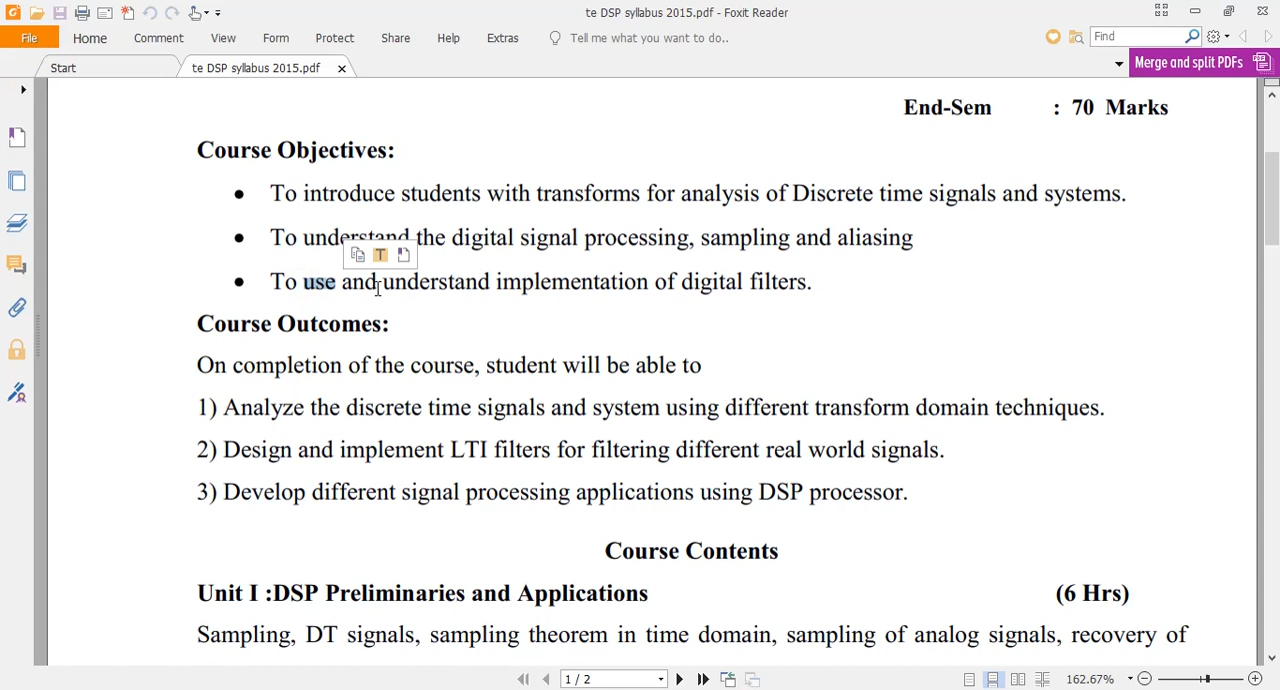 te DSP syllabus 2015.pdf - Foxit Reader
File Home Comment View Form Protect Share Help Extras Tell me what you want to do.. Find
Start te DSP syllabus 2015.pdf Merge and split PDFs
End-Sem : 70 Marks
Course Objectives:
• To introduce students with transforms for analysis of Discrete time signals and systems.
• To understand the digital signal processing, sampling and aliasing
• To use and understand implementation of digital filters.
Course Outcomes:
On completion of the course, student will be able to
1) Analyze the discrete time signals and system using different transform domain techniques.
2) Design and implement LTI filters for filtering different real world signals.
3) Develop different signal processing applications using DSP processor.
Course Contents
Unit I :DSP Preliminaries and Applications (6 Hrs)
Sampling, DT signals, sampling theorem in time domain, sampling of analog signals, recovery of
1 / 2 162.67%